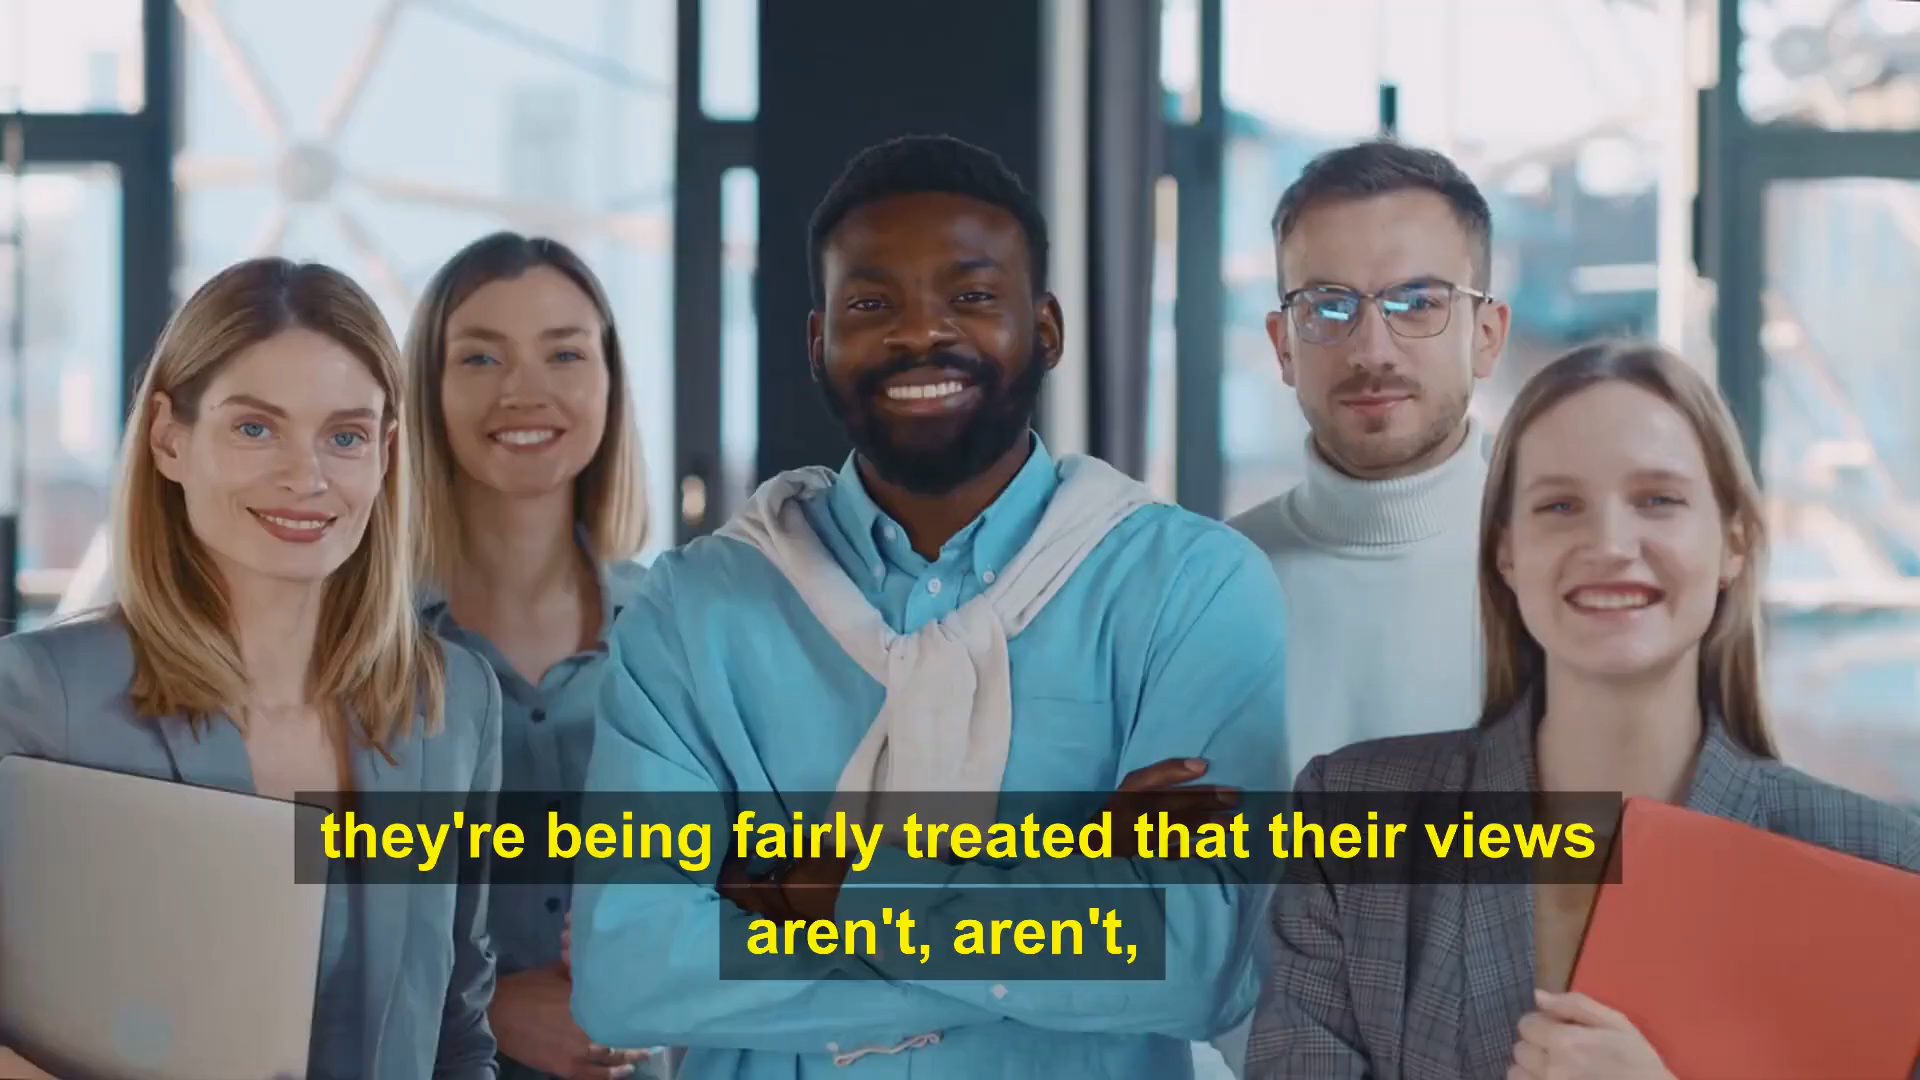 they're being fairly treated that their views
aren't, aren't,